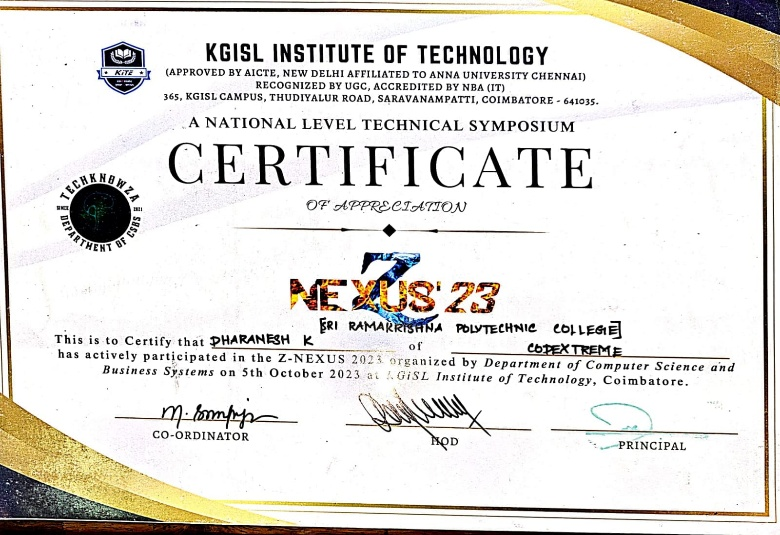 KGISL INSTITUTE OF TECHNOLOGY
(APPROVED BY AICTE, NEW DELHI AFFILIATED TO ANNA UNIVERSITY CHENNAI)
RECOGNIZED BY UGC, ACCREDITED BY NBA (IT)
365, KGISL CAMPUS, THUDIYALUR ROAD, SARAVANAMPATTI, COIMBATORE - 641035.
KiTE
A NATIONAL LEVEL TECHNICAL SYMPOSIUM
CERTIFICATE
OF APPRECIATION
TECHKNOWZA
SINCE 2021
DEPARTMENT OF CSBS
Z
NEXUS'23
[SRI RAMAKRISHNA POLYTECHNIC COLLEGE]
This is to Certify that DHARANESH K of CODEXTREME
has actively participated in the Z-NEXUS 2023 organized by Department of Computer Science and
Business Systems on 5th October 2023 at KGiSL Institute of Technology, Coimbatore.
CO-ORDINATOR
HOD
PRINCIPAL